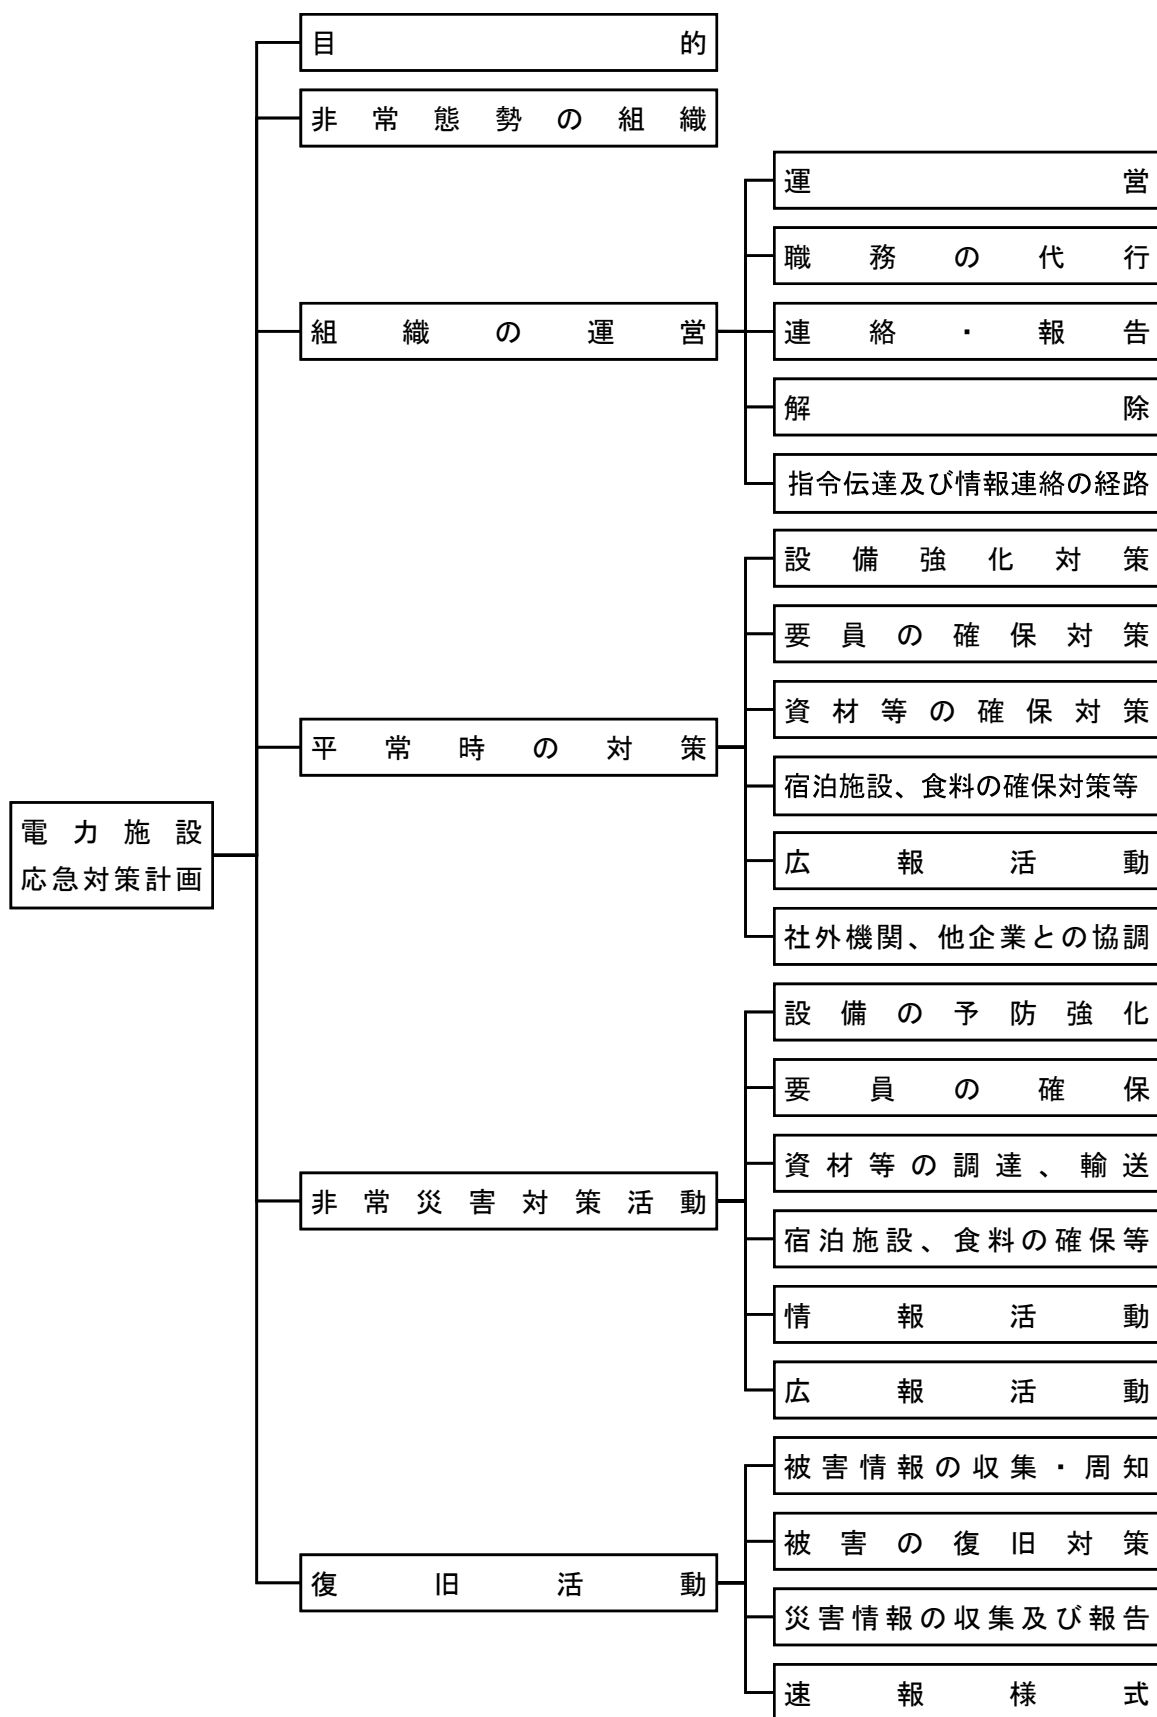 目的
非常態勢の組織
運営
職務の代行
組織の運営
連絡・報告
解除
指令伝達及び情報連絡の経路
設備強化対策
要員の確保対策
資材等の確保対策
平常時の対策
宿泊施設、食料の確保対策等
電力施設
応急対策計画
広報活動
社外機関、他企業との協調
設備の予防強化
要員の確保
資材等の調達、輸送
非常災害対策活動
宿泊施設、食料の確保等
情報活動
広報活動
被害情報の収集・周知
被害の復旧対策
復旧活動
災害情報の収集及び報告
速報様式